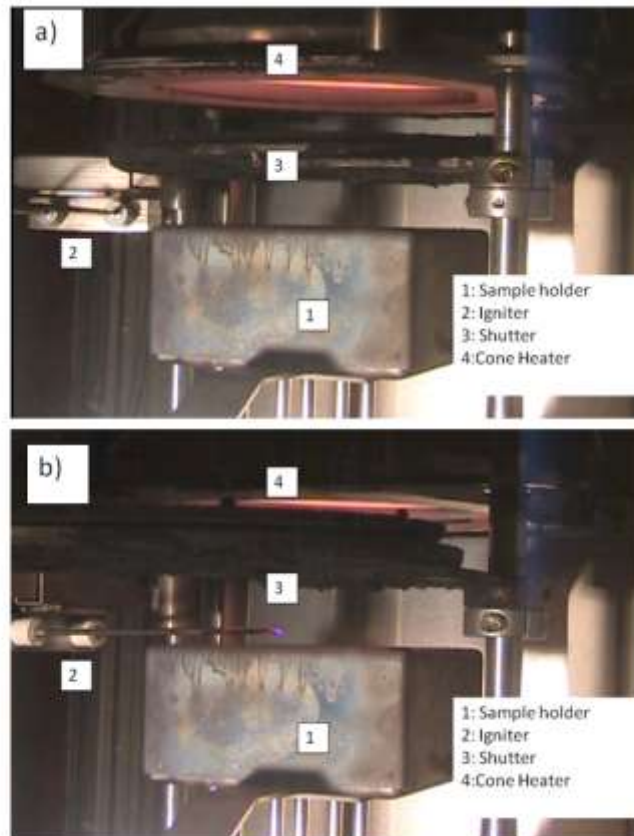 a)
4
3
2
1
1: Sample holder
2: Igniter
3: Shutter
4:Cone Heater
b)
4
3
2
1
1: Sample holder
2: Igniter
3: Shutter
4:Cone Heater